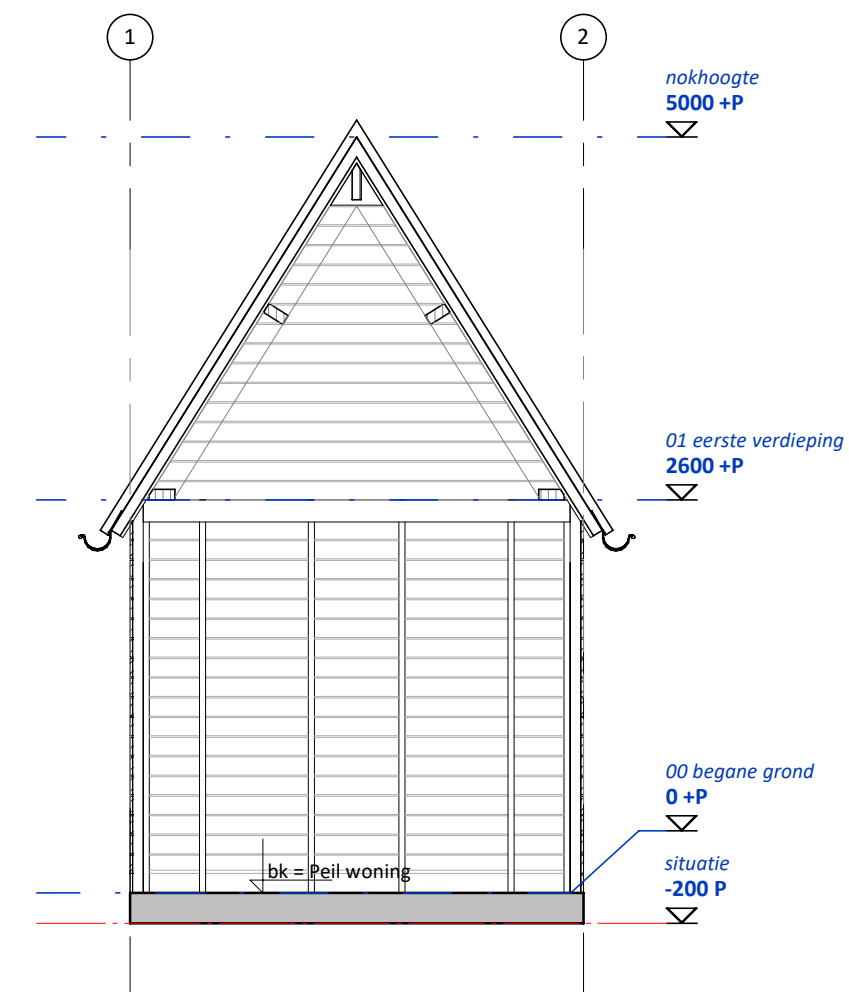 1
2
nokhoogte
5000 +P
01 eerste verdieping
2600 +P
00 begane grond
0 +P
bk = Peil woning
situatie
-200 P